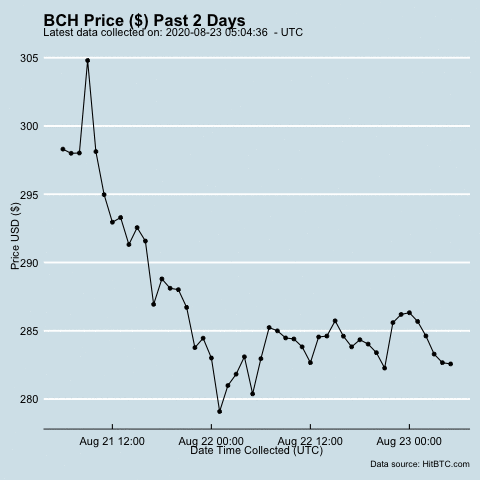 BCH Price ($) Past 2 Days
Latest data collected on: 2020-08-23 05:04:36 - UTC
305
300
295
290
285
280
Price USD ($)
Aug 21 12:00
Aug 22 00:00
Aug 22 12:00
Aug 23 00:00
Date Time Collected (UTC)
Data source: HitBTC.com